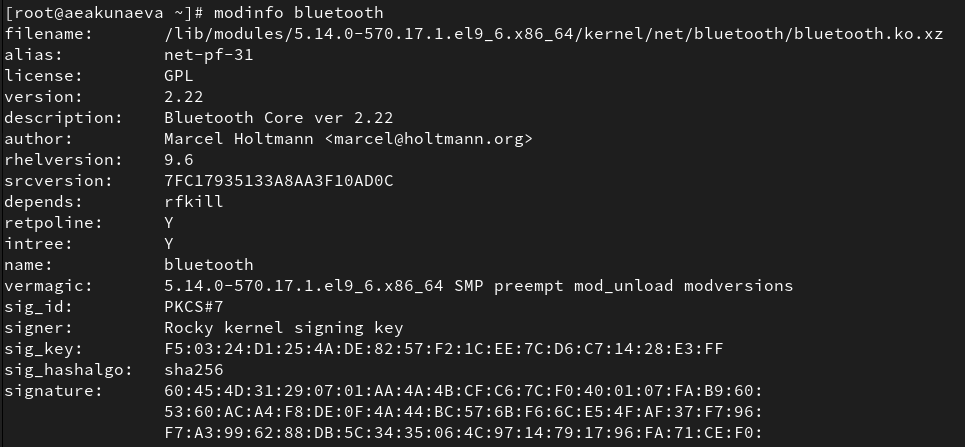 [root@aeakunaeva ~]# modinfo bluetooth
filename:       /lib/modules/5.14.0-570.17.1.el9_6.x86_64/kernel/net/bluetooth/bluetooth.ko.xz
alias:          net-pf-31
license:        GPL
version:        2.22
description:    Bluetooth Core ver 2.22
author:         Marcel Holtmann <marcel@holtmann.org>
rhelversion:    9.6
srcversion:     7FC17935133A8AA3F10AD0C
depends:        rfkill
retpoline:      Y
intree:         Y
name:           bluetooth
vermagic:       5.14.0-570.17.1.el9_6.x86_64 SMP preempt mod_unload modversions
sig_id:         PKCS#7
signer:         Rocky kernel signing key
sig_key:        F5:03:24:D1:25:4A:DE:82:57:F2:1C:EE:7C:D6:C7:14:28:E3:FF
sig_hashalgo:   sha256
signature:      60:45:4D:31:29:07:01:AA:4A:4B:CF:C6:7C:F0:40:01:07:FA:B9:60:
                53:60:AC:A4:F8:DE:0F:4A:44:BC:57:6B:F6:6C:E5:4F:AF:37:F7:96:
                F7:A3:99:62:88:DB:5C:34:35:06:4C:97:14:79:17:96:FA:71:CE:F0: